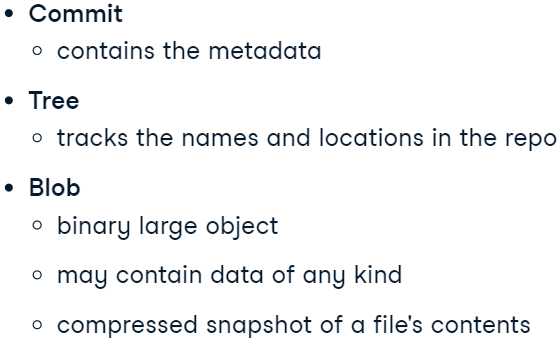 • Commit
◦ contains the metadata
• Tree
◦ tracks the names and locations in the repo
• Blob
◦ binary large object
◦ may contain data of any kind
◦ compressed snapshot of a file's contents